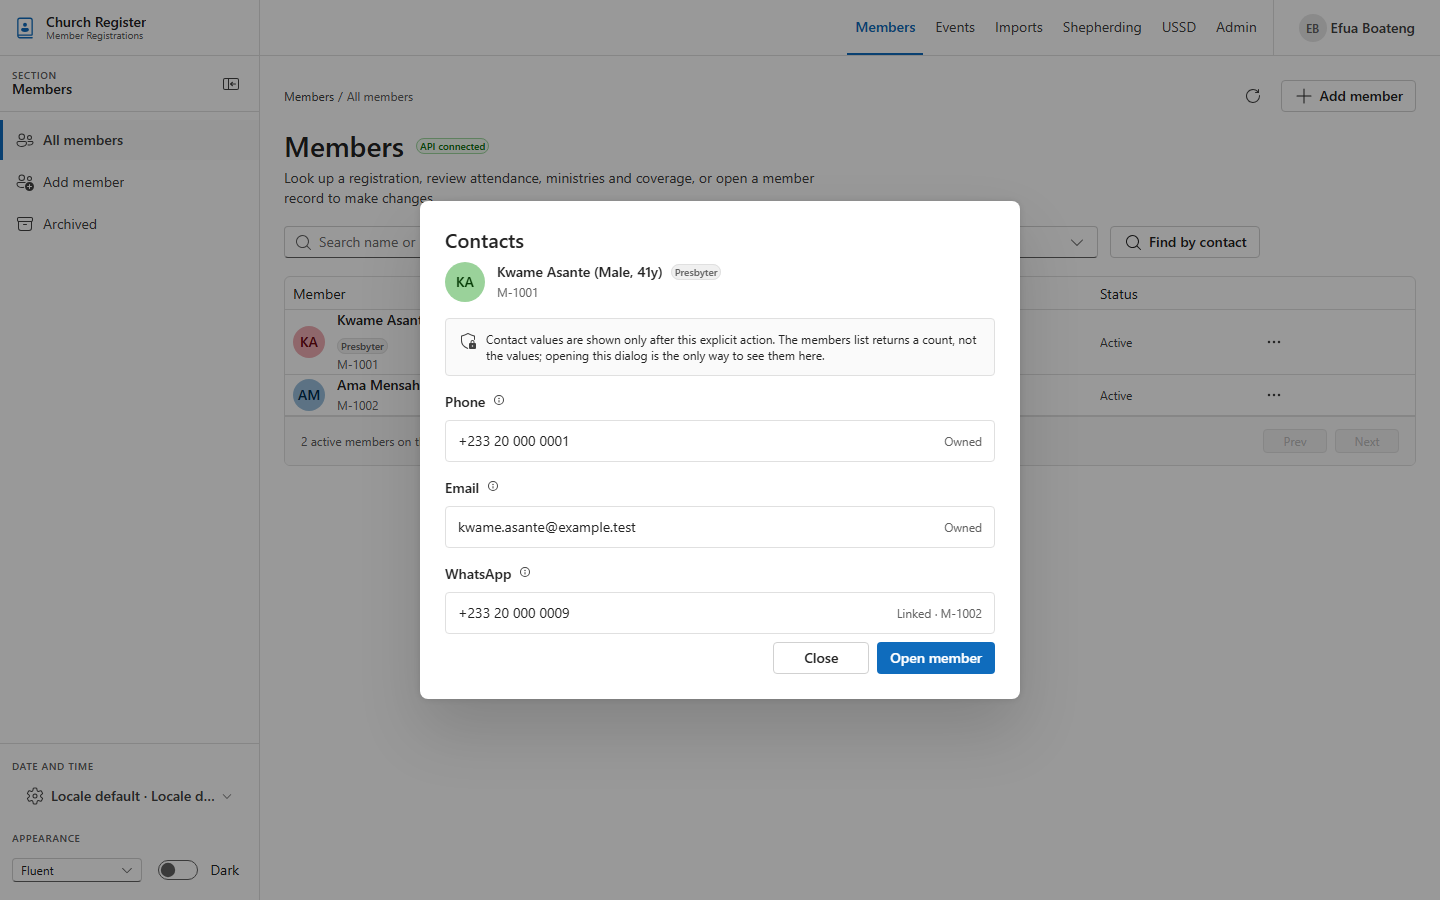 Church Register
Member Registrations
Members
Events
Imports
Shepherding
USSD
Admin
EB
Efua Boateng
SECTION
Members
All members
Add member
Archived
DATE AND TIME
Locale default · Locale d...
APPEARANCE
Fluent
Dark
Members / All members
Add member
Members
API connected
Look up a registration, review attendance, ministries and coverage, or open a member
record to make changes
Search name or
Find by contact
Member
Status
KA
Kwame Asant
Presbyter
M-1001
Active
AM
Ama Mensah
M-1002
Active
2 active members on t
Prev
Next
Contacts
KA
Kwame Asante (Male, 41y)
Presbyter
M-1001
Contact values are shown only after this explicit action. The members list returns a count, not
the values; opening this dialog is the only way to see them here.
Phone
+233 20 000 0001
Owned
Email
kwame.asante@example.test
Owned
WhatsApp
+233 20 000 0009
Linked · M-1002
Close
Open member